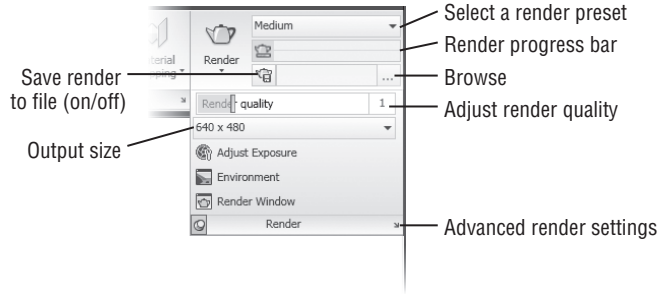 Medium
Select a render preset
Render
Render progress bar
Save render
to file (on/off)
...
Browse
Render quality
1
Adjust render quality
640 x 480
Output size
Adjust Exposure
Environment
Render Window
Render
Advanced render settings